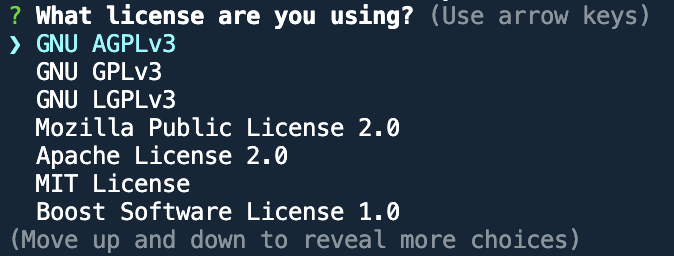 ? What license are you using? (Use arrow keys)
❯ GNU AGPLv3
GNU GPLv3
GNU LGPLv3
Mozilla Public License 2.0
Apache License 2.0
MIT License
Boost Software License 1.0
(Move up and down to reveal more choices)